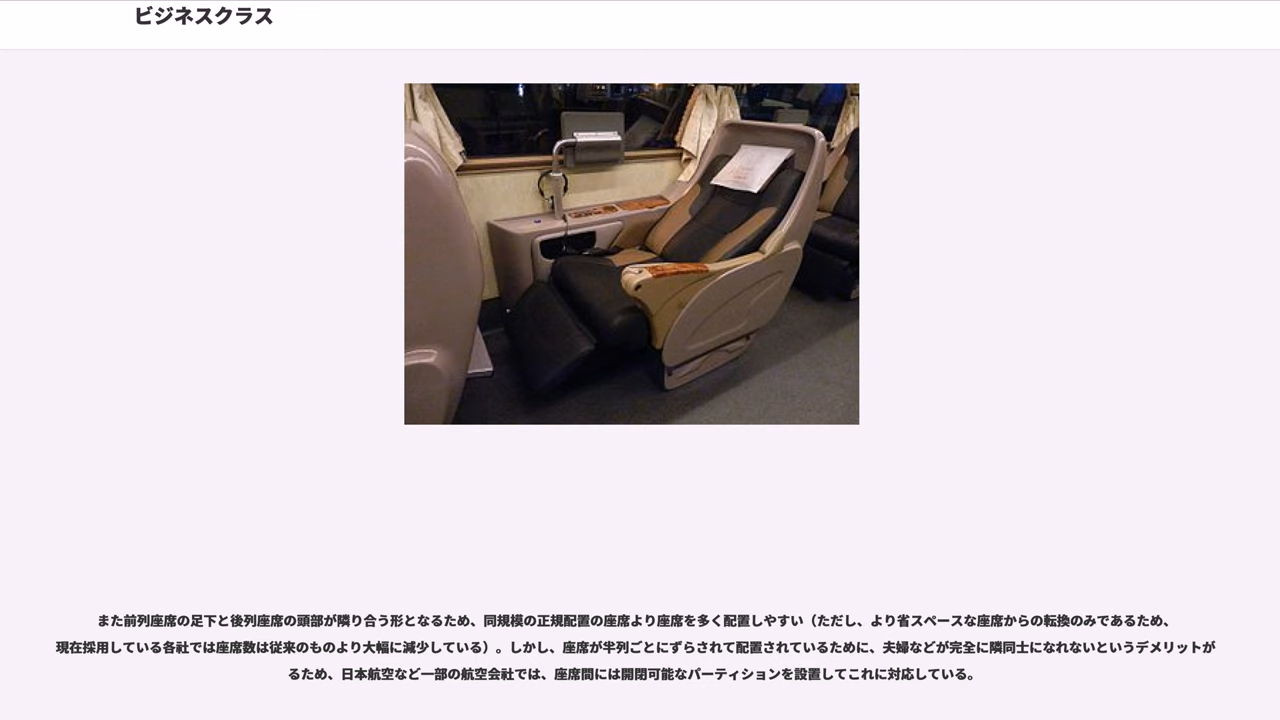 ビジネスクラス
また前列座席の足下と後列座席の頭部が隣り合う形となるため、同規模の正規配置の座席より座席を多く配置しやすい（ただし、より省スペースな座席からの転換のみであるため、
現在採用している各社では座席数は従来のものより大幅に減少している）。しかし、座席が半列ごとにずらされて配置されているために、夫婦などが完全に隣同士になれないというデメリットが
るため、日本航空など一部の航空会社では、座席間には開閉可能なパーティションを設置してこれに対応している。